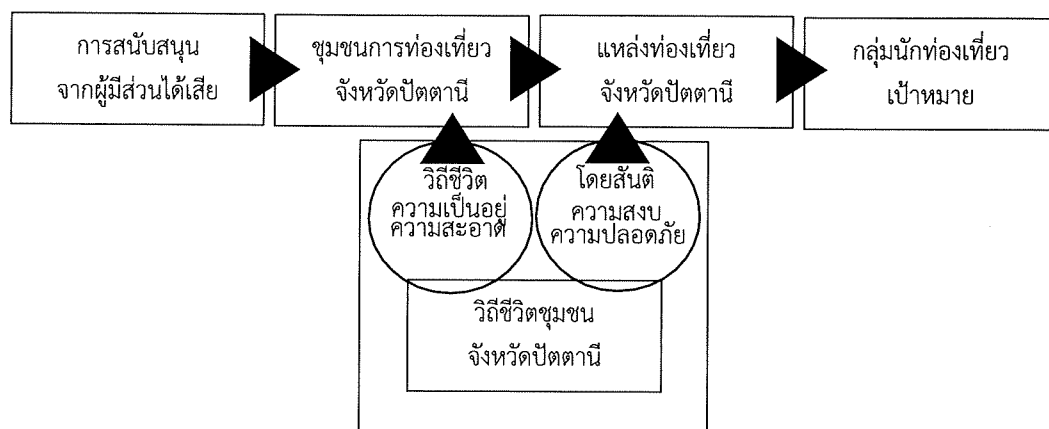 การสนับสนุน
จากผู้มีส่วนได้เสีย
ชุมชนการท่องเที่ยว
จังหวัดปัตตานี
แหล่งท่องเที่ยว
จังหวัดปัตตานี
กลุ่มนักท่องเที่ยว
เป้าหมาย
วิถีชีวิต
ความเป็นอยู่
ความสะอาด
โดยสันติ
ความสงบ
ความปลอดภัย
วิถีชีวิตชุมชน
จังหวัดปัตตานี